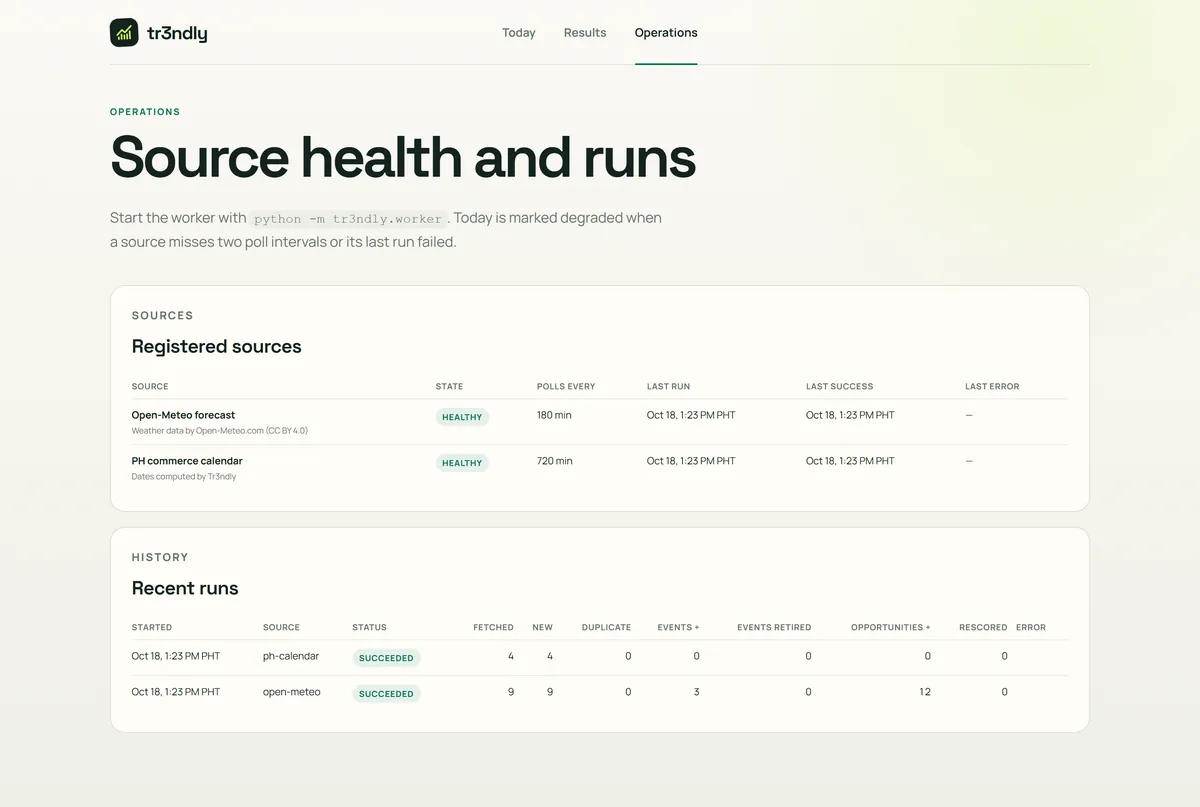 tr3ndly
Today Results Operations
OPERATIONS
Source health and runs
Start the worker with python -m tr3ndly.worker. Today is marked degraded when
a source misses two poll intervals or its last run failed.
SOURCES
Registered sources
SOURCE STATE POLLS EVERY LAST RUN LAST SUCCESS LAST ERROR
Open-Meteo forecast HEALTHY 180 min Oct 18, 1:23 PM PHT Oct 18, 1:23 PM PHT —
Weather data by Open-Meteo.com (CC BY 4.0)
PH commerce calendar HEALTHY 720 min Oct 18, 1:23 PM PHT Oct 18, 1:23 PM PHT —
Dates computed by Tr3ndly
HISTORY
Recent runs
STARTED SOURCE STATUS FETCHED NEW DUPLICATE EVENTS + EVENTS RETIRED OPPORTUNITIES + RESCORED ERROR
Oct 18, 1:23 PM PHT ph-calendar SUCCEEDED 4 4 0 0 0 0 0
Oct 18, 1:23 PM PHT open-meteo SUCCEEDED 9 9 0 3 0 12 0